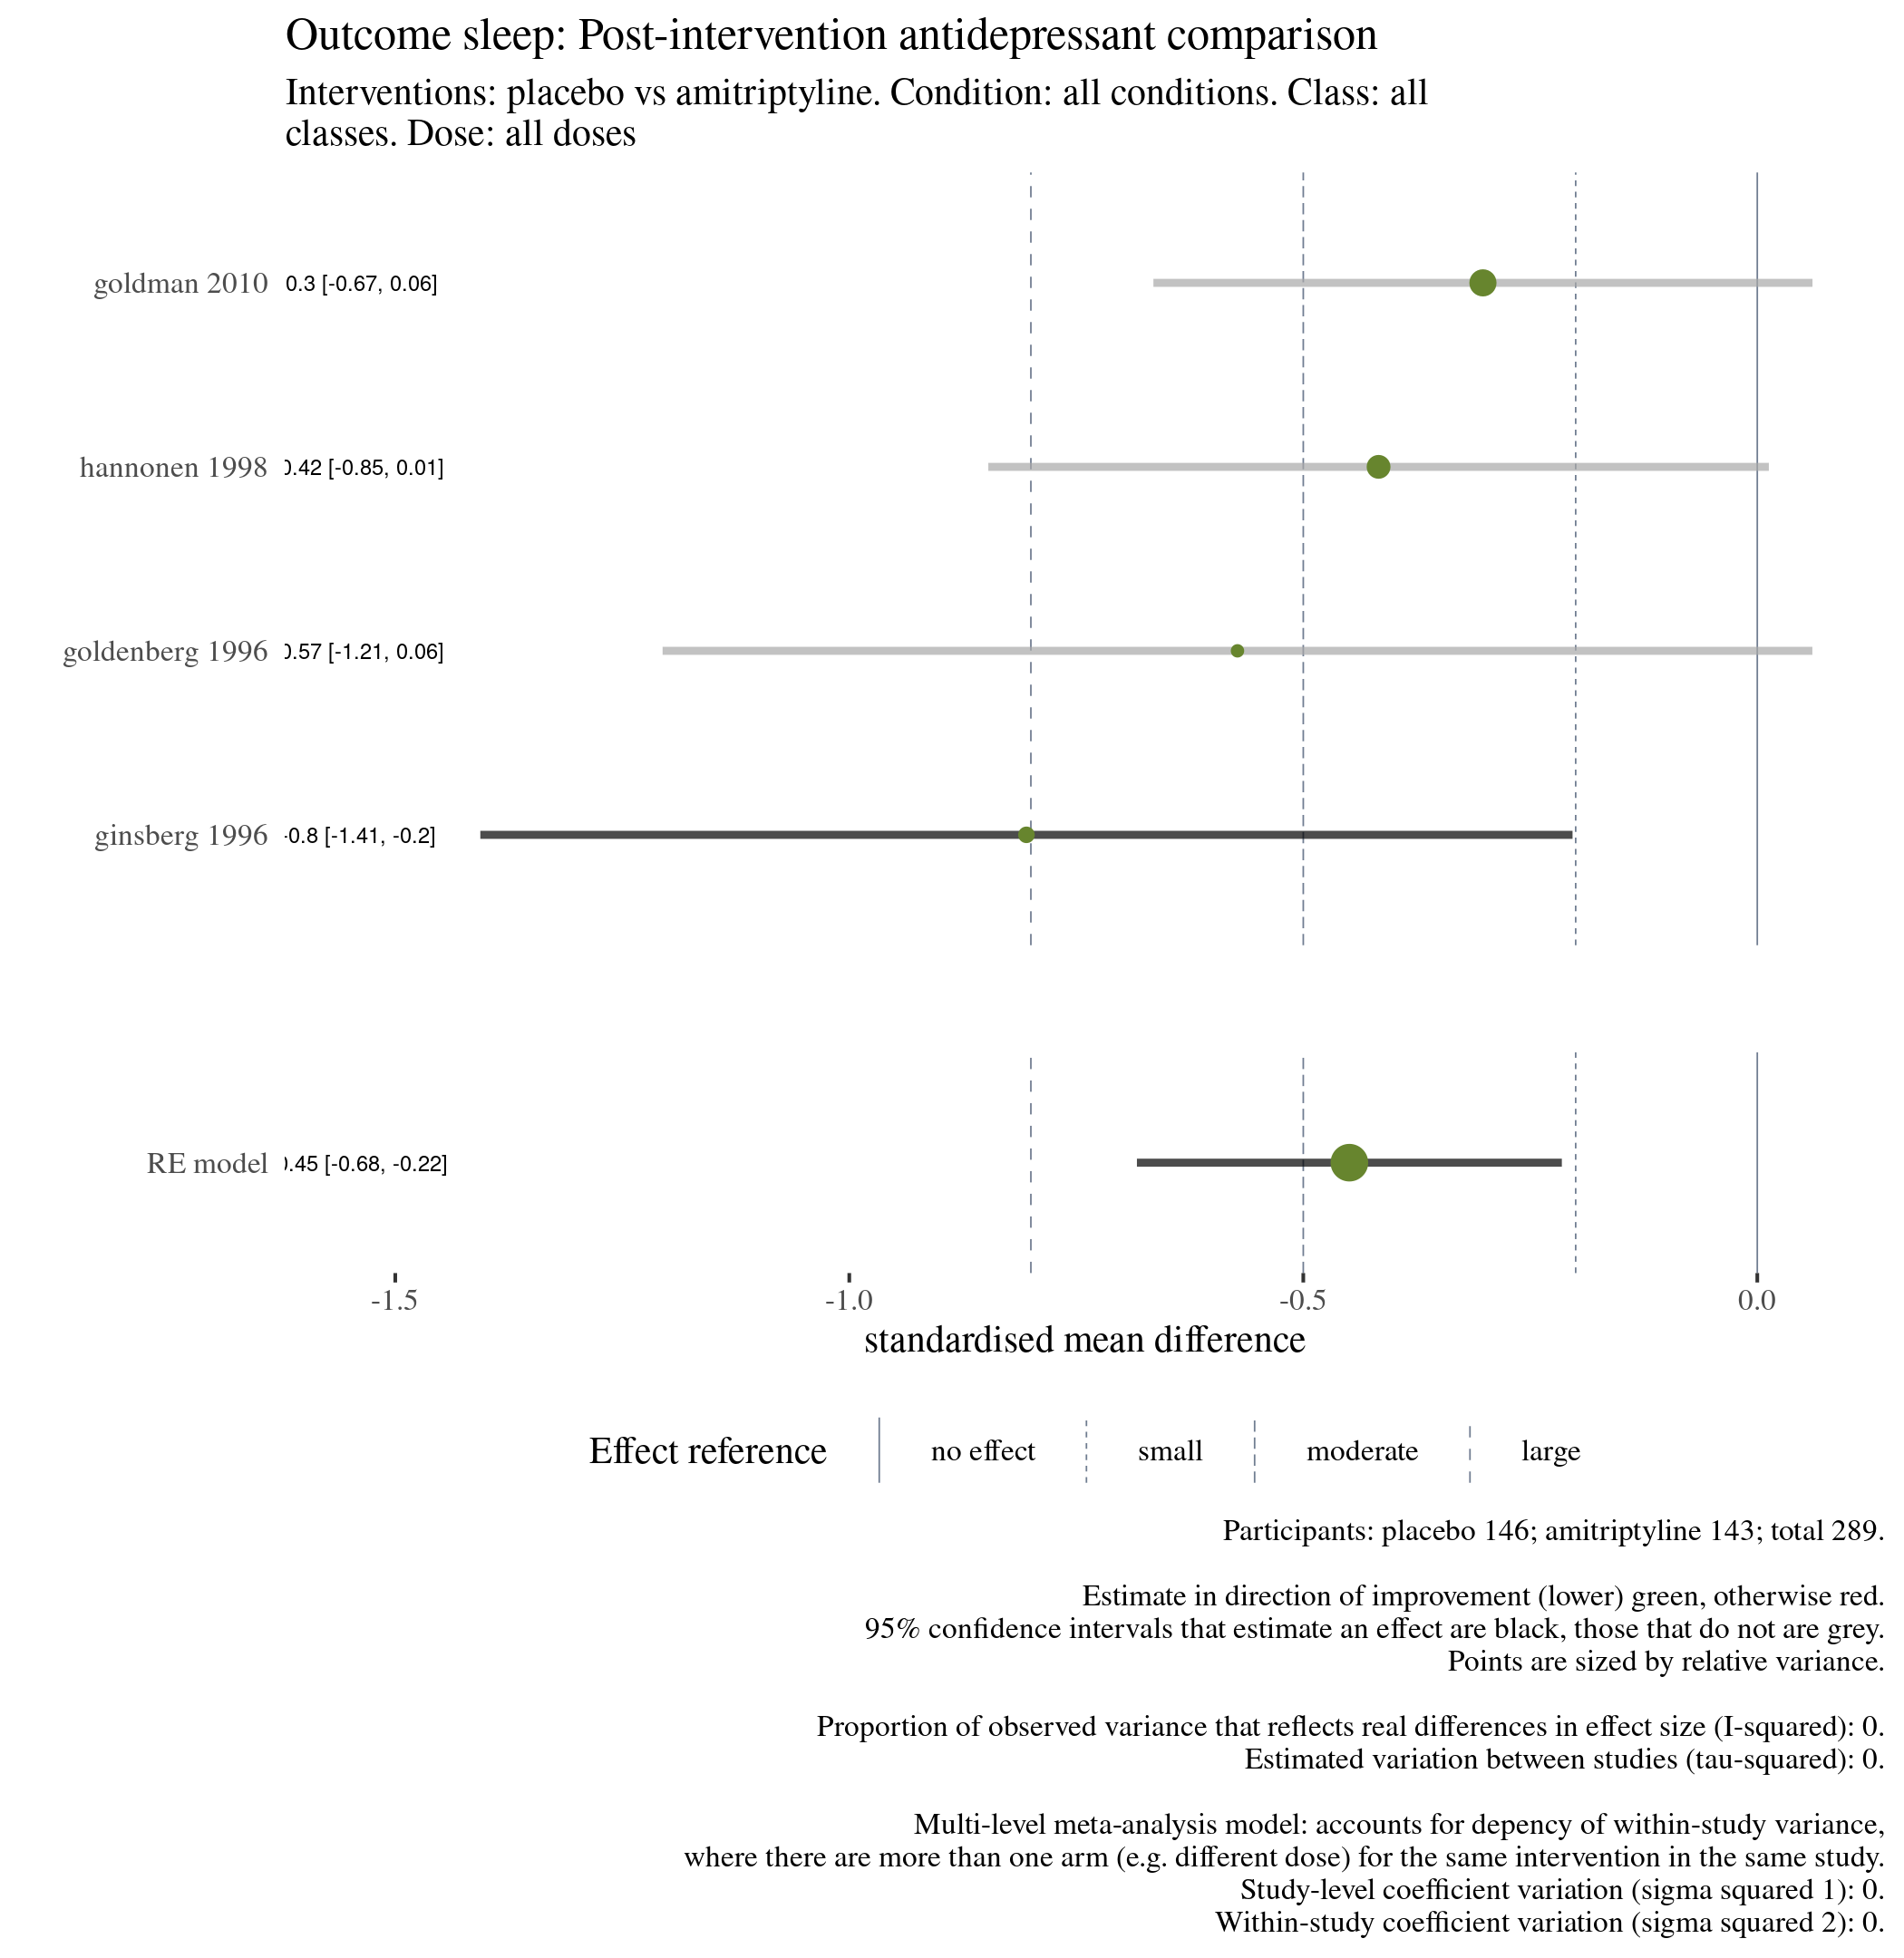 Outcome sleep: Post-intervention antidepressant comparison
Interventions: placebo vs amitriptyline. Condition: all conditions. Class: all
classes. Dose: all doses
goldman 2010 0.3 [-0.67, 0.06]
hannonen 1998 0.42 [-0.85, 0.01]
goldenberg 1996 0.57 [-1.21, 0.06]
ginsberg 1996 -0.8 [-1.41, -0.2]
RE model .45 [-0.68, -0.22]
-1.5 -1.0 -0.5 0.0
standardised mean difference
Effect reference no effect small moderate large
Participants: placebo 146; amitriptyline 143; total 289.
Estimate in direction of improvement (lower) green, otherwise red.
95% confidence intervals that estimate an effect are black, those that do not are grey.
Points are sized by relative variance.
Proportion of observed variance that reflects real differences in effect size (I-squared): 0.
Estimated variation between studies (tau-squared): 0.
Multi-level meta-analysis model: accounts for depency of within-study variance,
where there are more than one arm (e.g. different dose) for the same intervention in the same study.
Study-level coefficient variation (sigma squared 1): 0.
Within-study coefficient variation (sigma squared 2): 0.